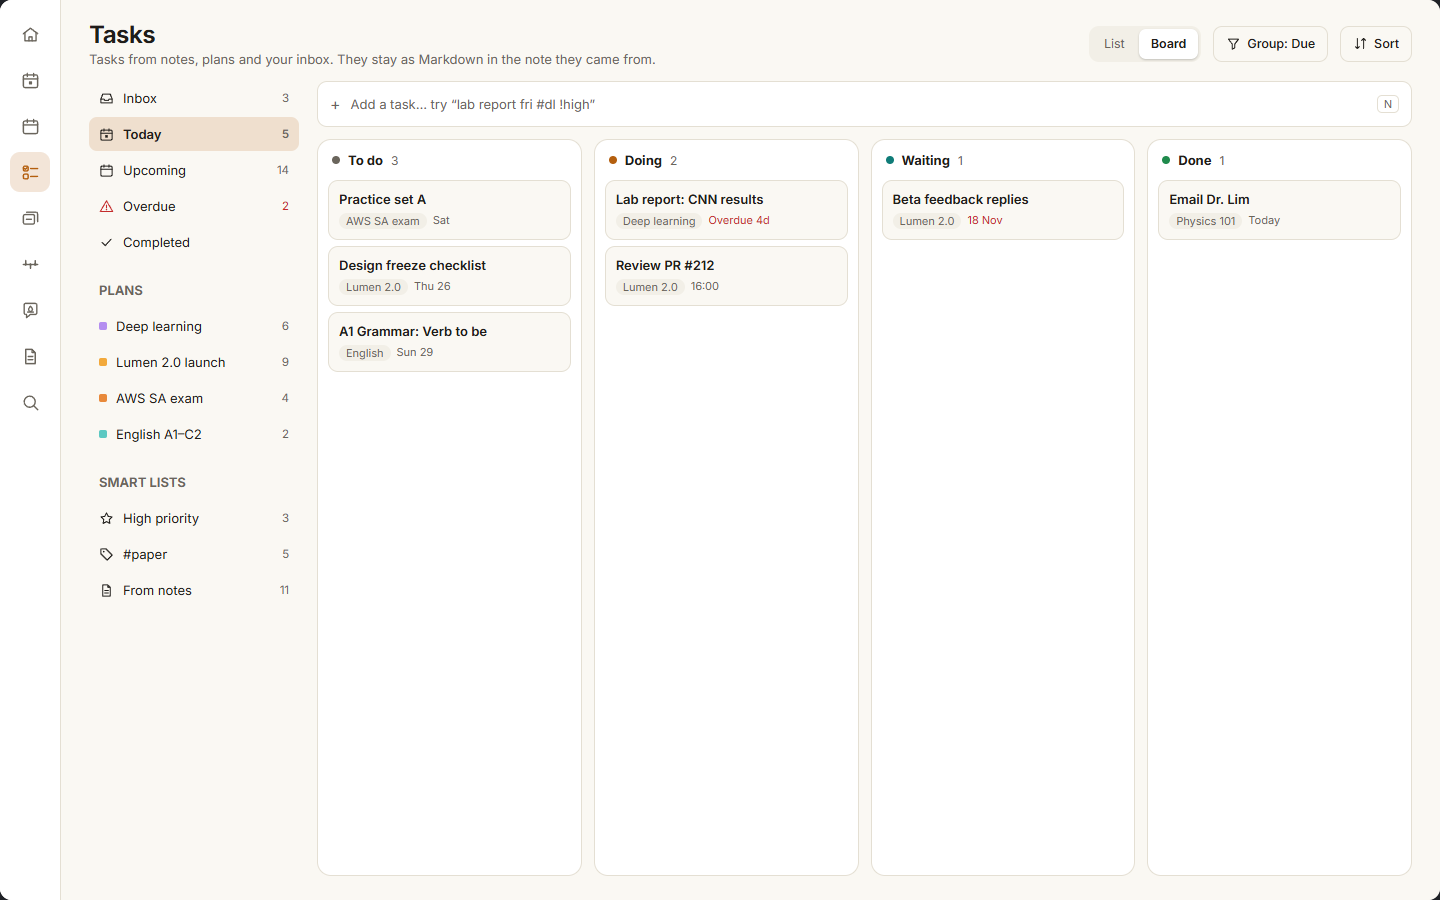 Tasks
Tasks from notes, plans and your inbox. They stay as Markdown in the note they came from.
List
Board
Group: Due
Sort
Inbox 3
Today 5
Upcoming 14
Overdue 2
Completed
PLANS
Deep learning 6
Lumen 2.0 launch 9
AWS SA exam 4
English A1–C2 2
SMART LISTS
High priority 3
#paper 5
From notes 11
+ Add a task... try “lab report fri #dl !high” N
To do 3
Practice set A
AWS SA exam Sat
Design freeze checklist
Lumen 2.0 Thu 26
A1 Grammar: Verb to be
English Sun 29
Doing 2
Lab report: CNN results
Deep learning Overdue 4d
Review PR #212
Lumen 2.0 16:00
Waiting 1
Beta feedback replies
Lumen 2.0 18 Nov
Done 1
Email Dr. Lim
Physics 101 Today